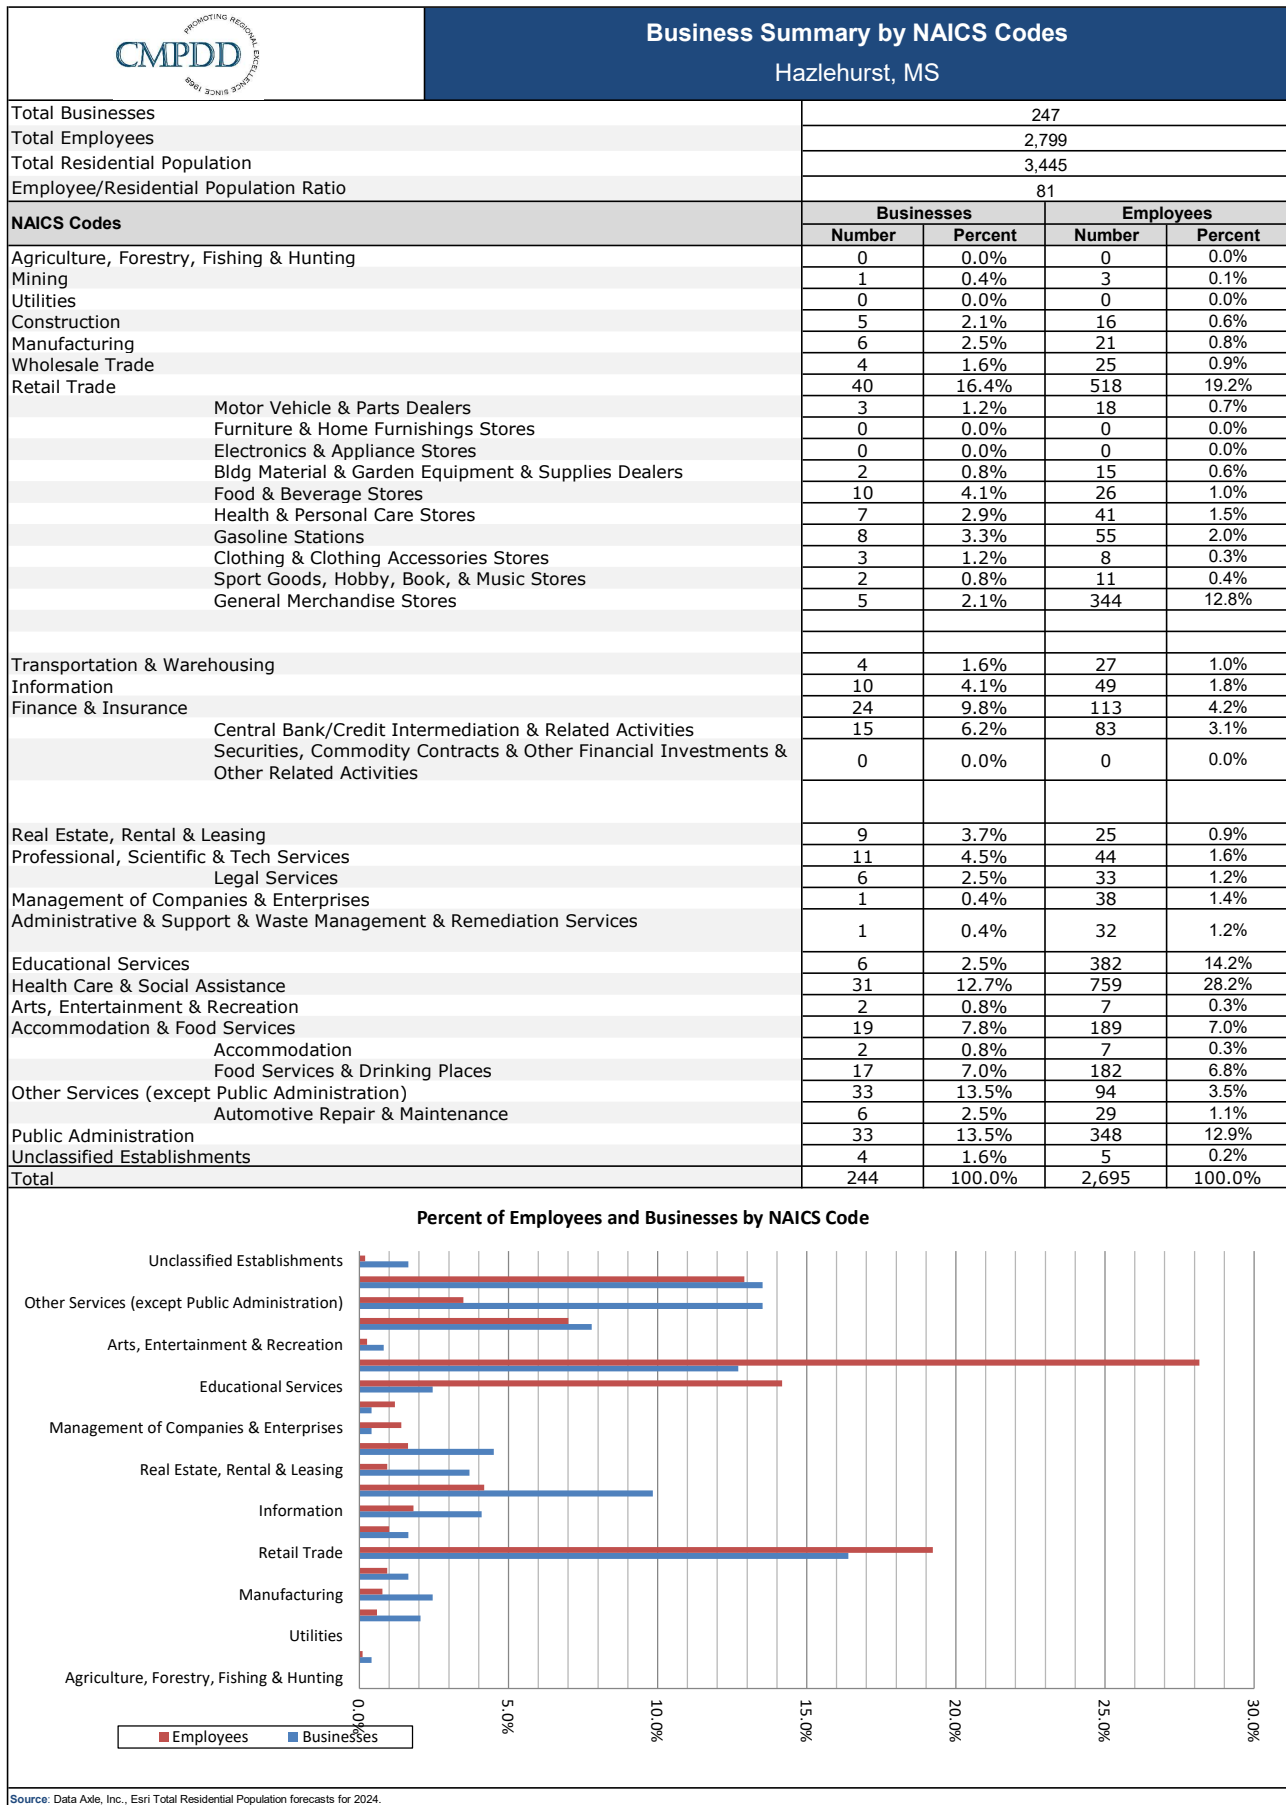 PROMOTING REGIONAL EXCELLENCE SINCE 1968
CMPDD
Business Summary by NAICS Codes
Hazlehurst, MS
Total Businesses 247
Total Employees 2,799
Total Residential Population 3,445
Employee/Residential Population Ratio 81
NAICS Codes Businesses Employees
Number Percent Number Percent
Agriculture, Forestry, Fishing & Hunting 0 0.0% 0 0.0%
Mining 1 0.4% 3 0.1%
Utilities 0 0.0% 0 0.0%
Construction 5 2.1% 16 0.6%
Manufacturing 6 2.5% 21 0.8%
Wholesale Trade 4 1.6% 25 0.9%
Retail Trade 40 16.4% 518 19.2%
Motor Vehicle & Parts Dealers 3 1.2% 18 0.7%
Furniture & Home Furnishings Stores 0 0.0% 0 0.0%
Electronics & Appliance Stores 0 0.0% 0 0.0%
Bldg Material & Garden Equipment & Supplies Dealers 2 0.8% 15 0.6%
Food & Beverage Stores 10 4.1% 26 1.0%
Health & Personal Care Stores 7 2.9% 41 1.5%
Gasoline Stations 8 3.3% 55 2.0%
Clothing & Clothing Accessories Stores 3 1.2% 8 0.3%
Sport Goods, Hobby, Book, & Music Stores 2 0.8% 11 0.4%
General Merchandise Stores 5 2.1% 344 12.8%
Transportation & Warehousing 4 1.6% 27 1.0%
Information 10 4.1% 49 1.8%
Finance & Insurance 24 9.8% 113 4.2%
Central Bank/Credit Intermediation & Related Activities 15 6.2% 83 3.1%
Securities, Commodity Contracts & Other Financial Investments &
Other Related Activities 0 0.0% 0 0.0%
Real Estate, Rental & Leasing 9 3.7% 25 0.9%
Professional, Scientific & Tech Services 11 4.5% 44 1.6%
Legal Services 6 2.5% 33 1.2%
Management of Companies & Enterprises 1 0.4% 38 1.4%
Administrative & Support & Waste Management & Remediation Services 1 0.4% 32 1.2%
Educational Services 6 2.5% 382 14.2%
Health Care & Social Assistance 31 12.7% 759 28.2%
Arts, Entertainment & Recreation 2 0.8% 7 0.3%
Accommodation & Food Services 19 7.8% 189 7.0%
Accommodation 2 0.8% 7 0.3%
Food Services & Drinking Places 17 7.0% 182 6.8%
Other Services (except Public Administration) 33 13.5% 94 3.5%
Automotive Repair & Maintenance 6 2.5% 29 1.1%
Public Administration 33 13.5% 348 12.9%
Unclassified Establishments 4 1.6% 5 0.2%
Total 244 100.0% 2,695 100.0%
Percent of Employees and Businesses by NAICS Code
Unclassified Establishments
Other Services (except Public Administration)
Arts, Entertainment & Recreation
Educational Services
Management of Companies & Enterprises
Real Estate, Rental & Leasing
Information
Retail Trade
Manufacturing
Utilities
Agriculture, Forestry, Fishing & Hunting
0.0% 5.0% 10.0% 15.0% 20.0% 25.0% 30.0%
Employees Businesses
Source: Data Axle, Inc., Esri Total Residential Population forecasts for 2024.